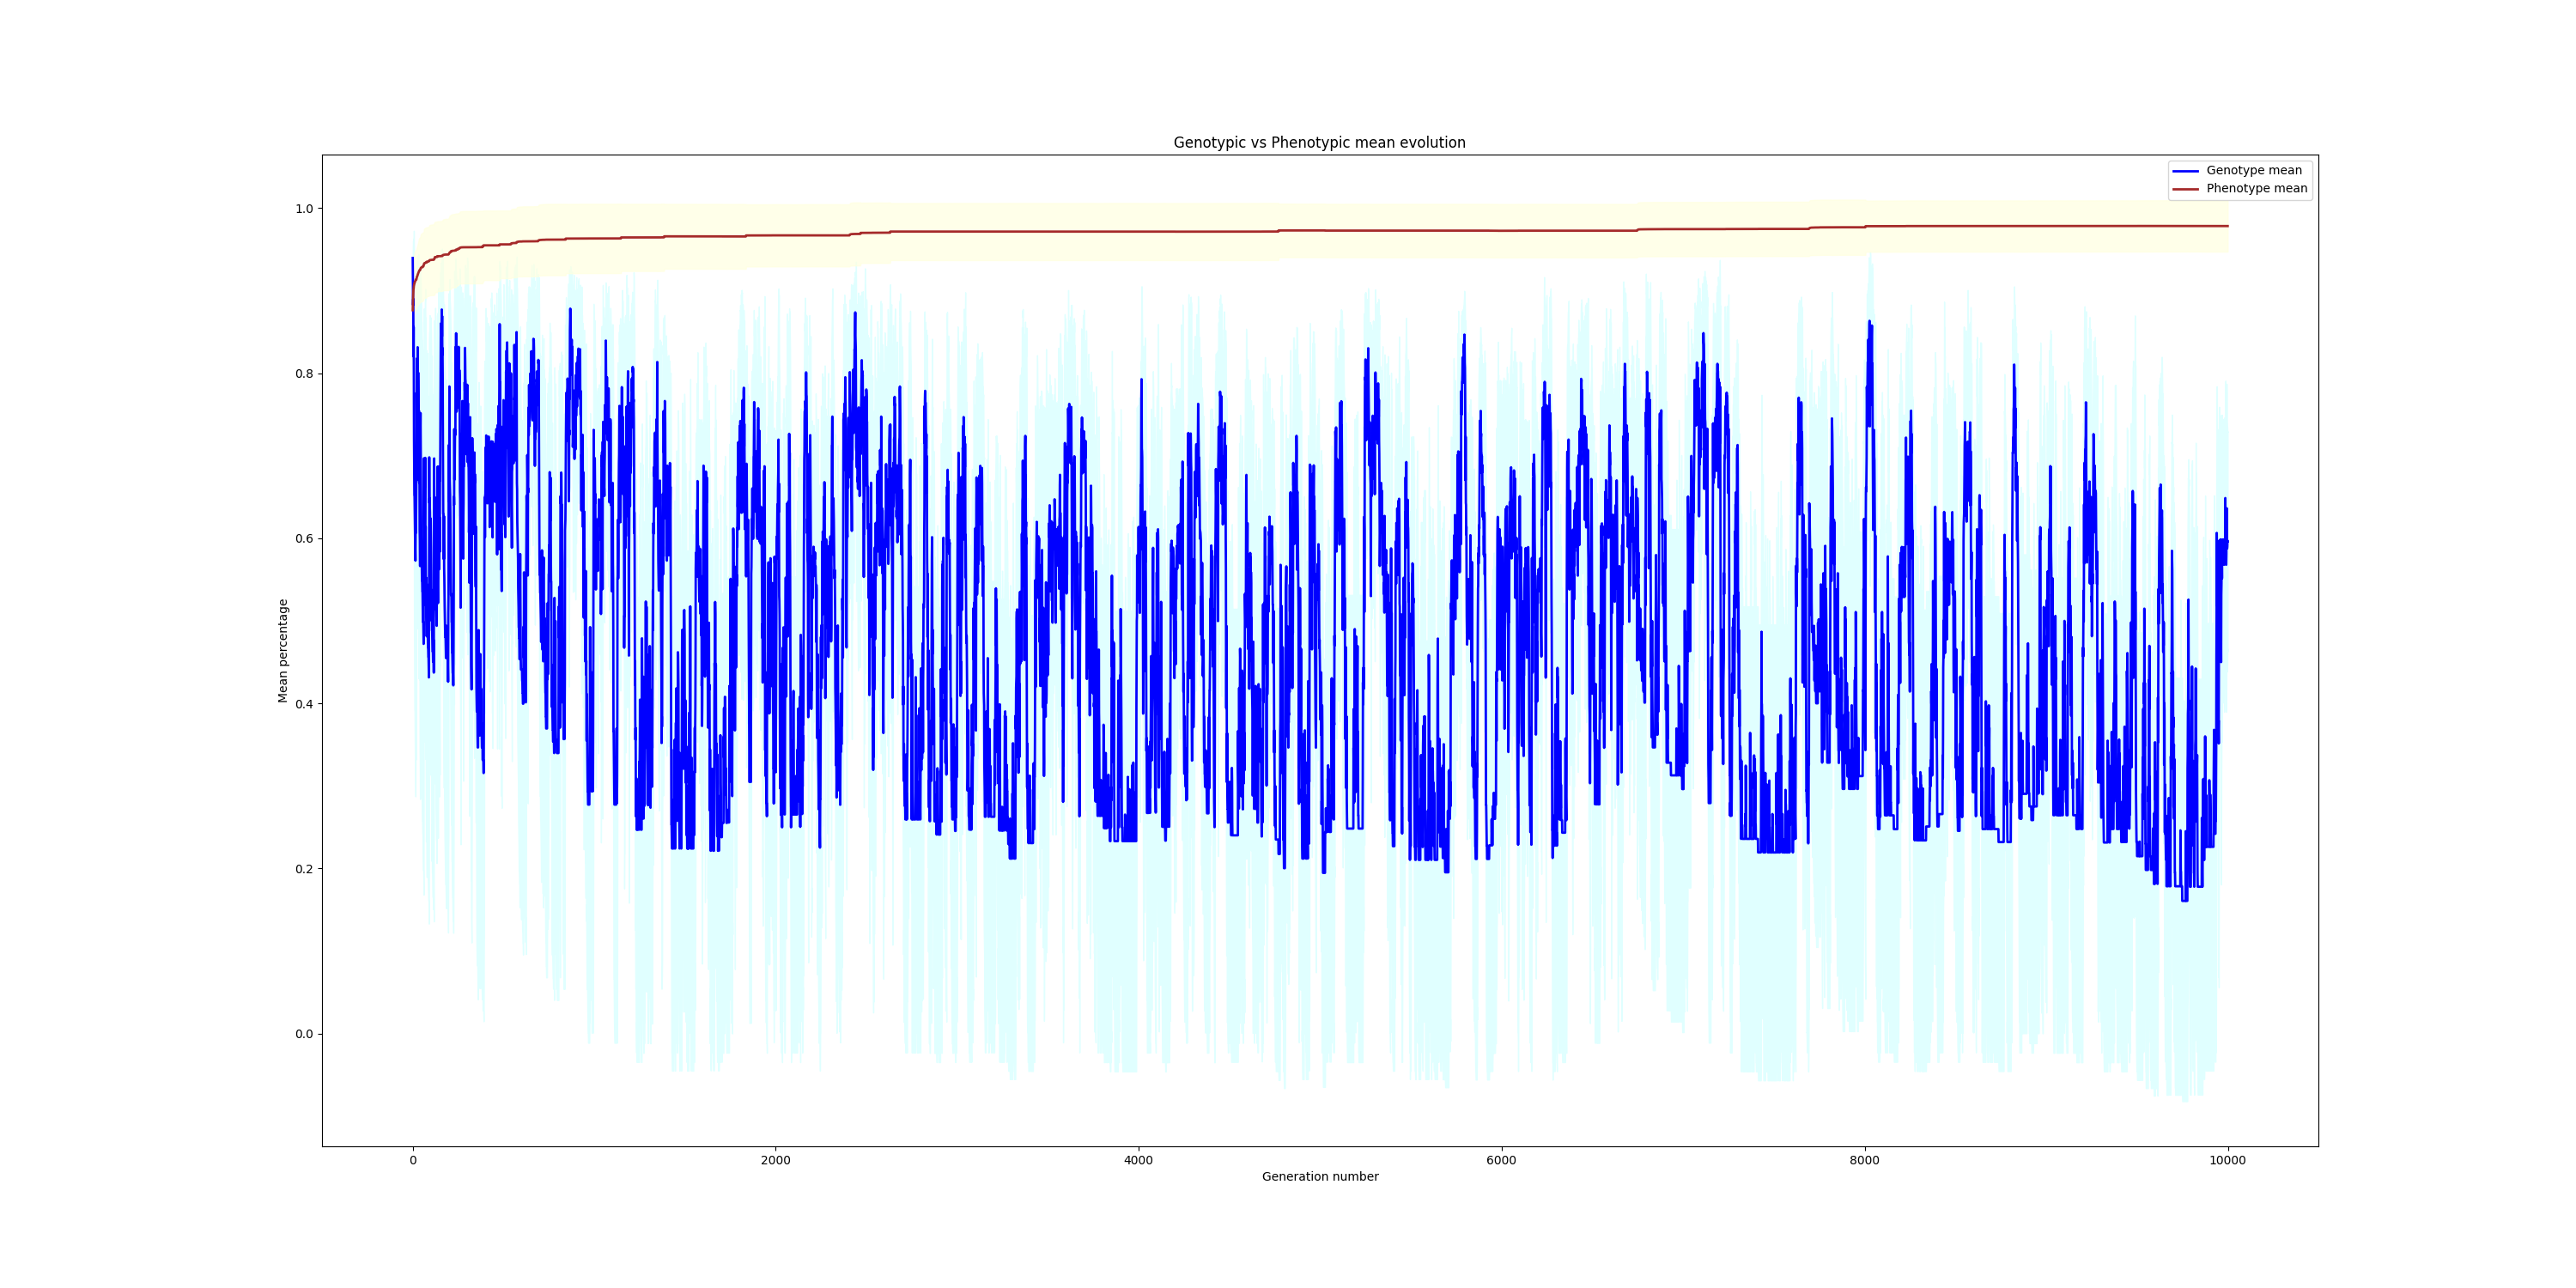 Genotypic vs Phenotypic mean evolution
Genotype mean
Phenotype mean
1.0
0.8
0.6
0.4
0.2
0.0
Mean percentage
0
2000
4000
6000
8000
10000
Generation number